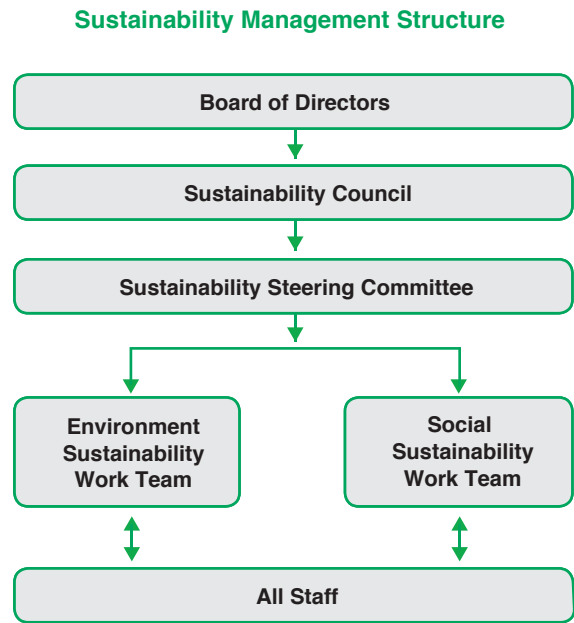 Sustainability Management Structure
Board of Directors
Sustainability Council
Sustainability Steering Committee
Environment
Sustainability
Work Team
Social
Sustainability
Work Team
All Staff